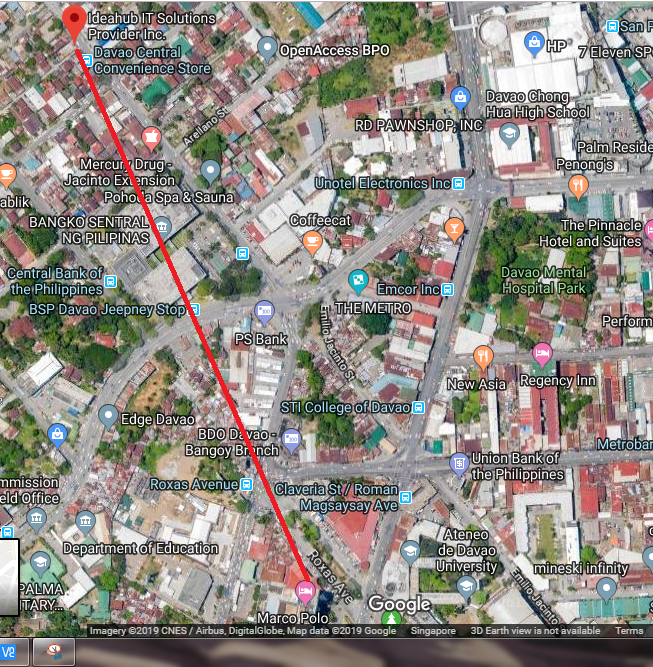 Ideahub IT Solutions
Provider Inc.
Davao Central
Convenience Store
OpenAccess BPO
HP
San P
7 Eleven SPC
Arellano St
RD PAWNSHOP, INC
Davao Chong
Hua High School
Mercury Drug -
Jacinto Extension
Pohoda Spa & Sauna
Palm Reside
Penong's
Unotel Electronics Inc
ablik
BANGKO SENTRAL
NG PILIPINAS
Coffeecat
The Pinnacle
Hotel and Suites
Central Bank of
the Philippines
Emcor Inc
Davao Mental
Hospital Park
BSP Davao Jeepney Stop
THE METRO
Perform
PS Bank
Emilio Jacinto St
New Asia
Regency Inn
Edge Davao
STI College of Davao
BDO Davao -
Bangoy Branch
Metroban
Union Bank of
the Philippines
mmission
eld Office
Roxas Avenue
Claveria St / Roman
Magsaysay Ave
Department of Education
Roxas Ave
Ateneo
de Davao
University
mineski infinity
Emilio Jacinto
PALMA
ITARY...
Marco Polo
Google
Imagery ©2019 CNES / Airbus, DigitalGlobe, Map data ©2019 Google
Singapore
3D Earth view is not available
Terms